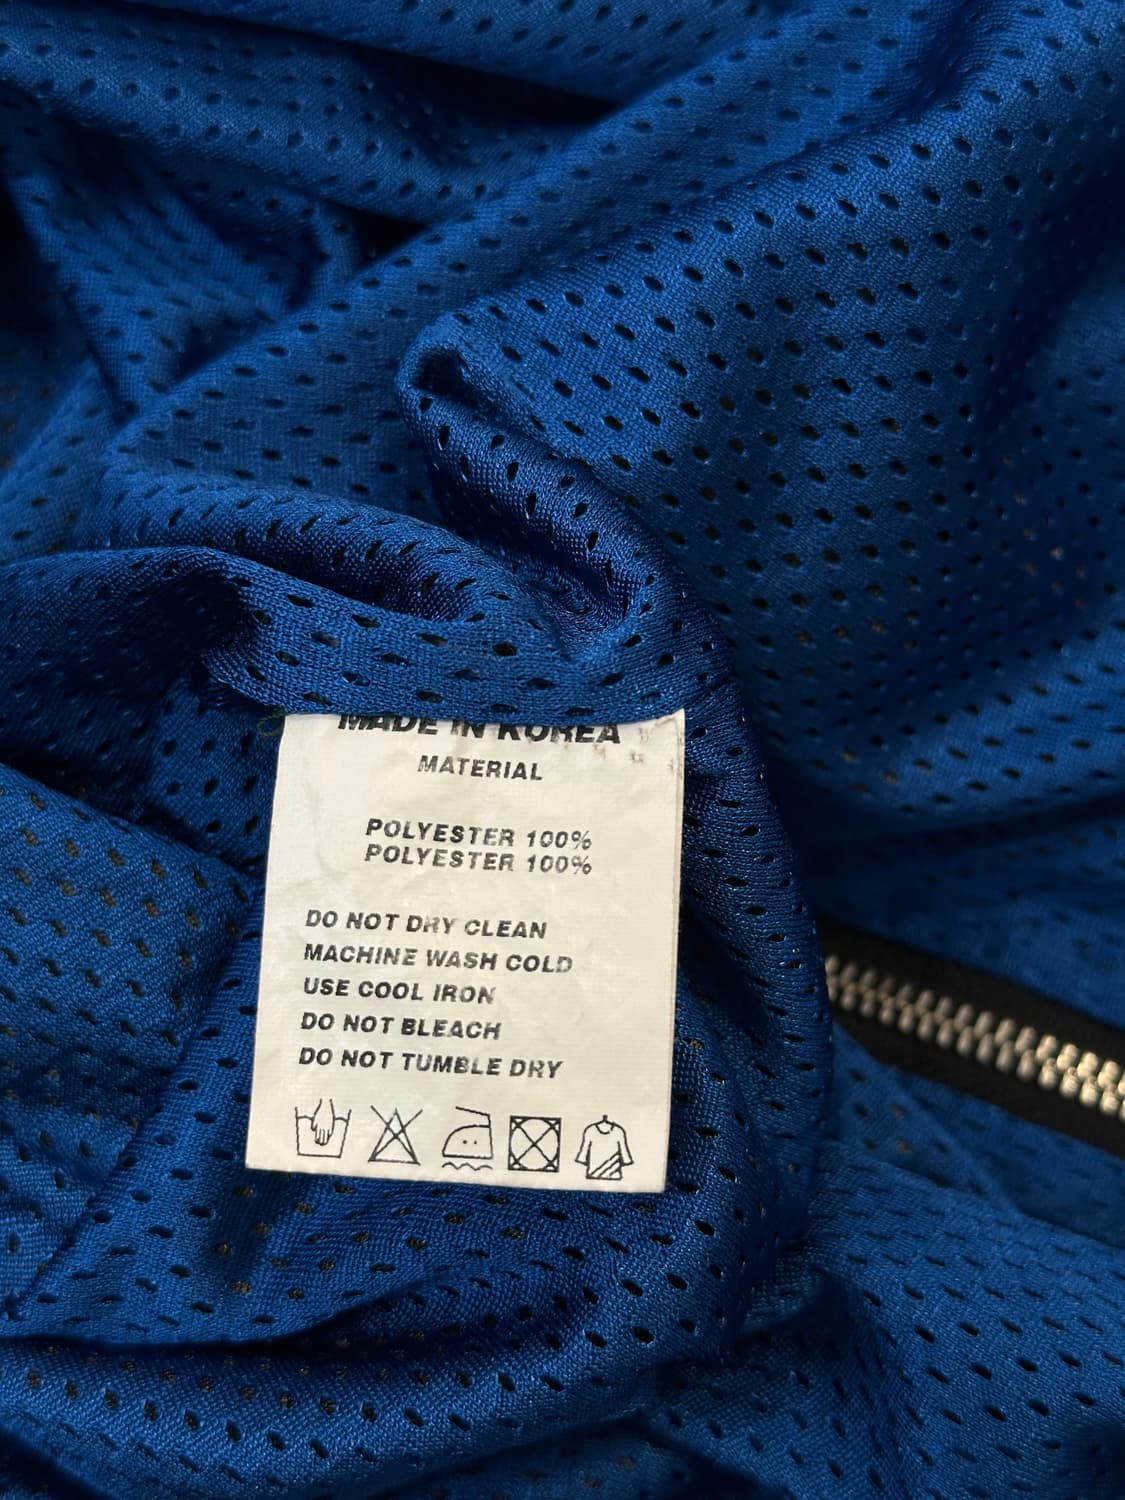 MADE IN KOREA
MATERIAL
POLYESTER 100%
POLYESTER 100%
DO NOT DRY CLEAN
MACHINE WASH COLD
USE COOL IRON
DO NOT BLEACH
DO NOT TUMBLE DRY